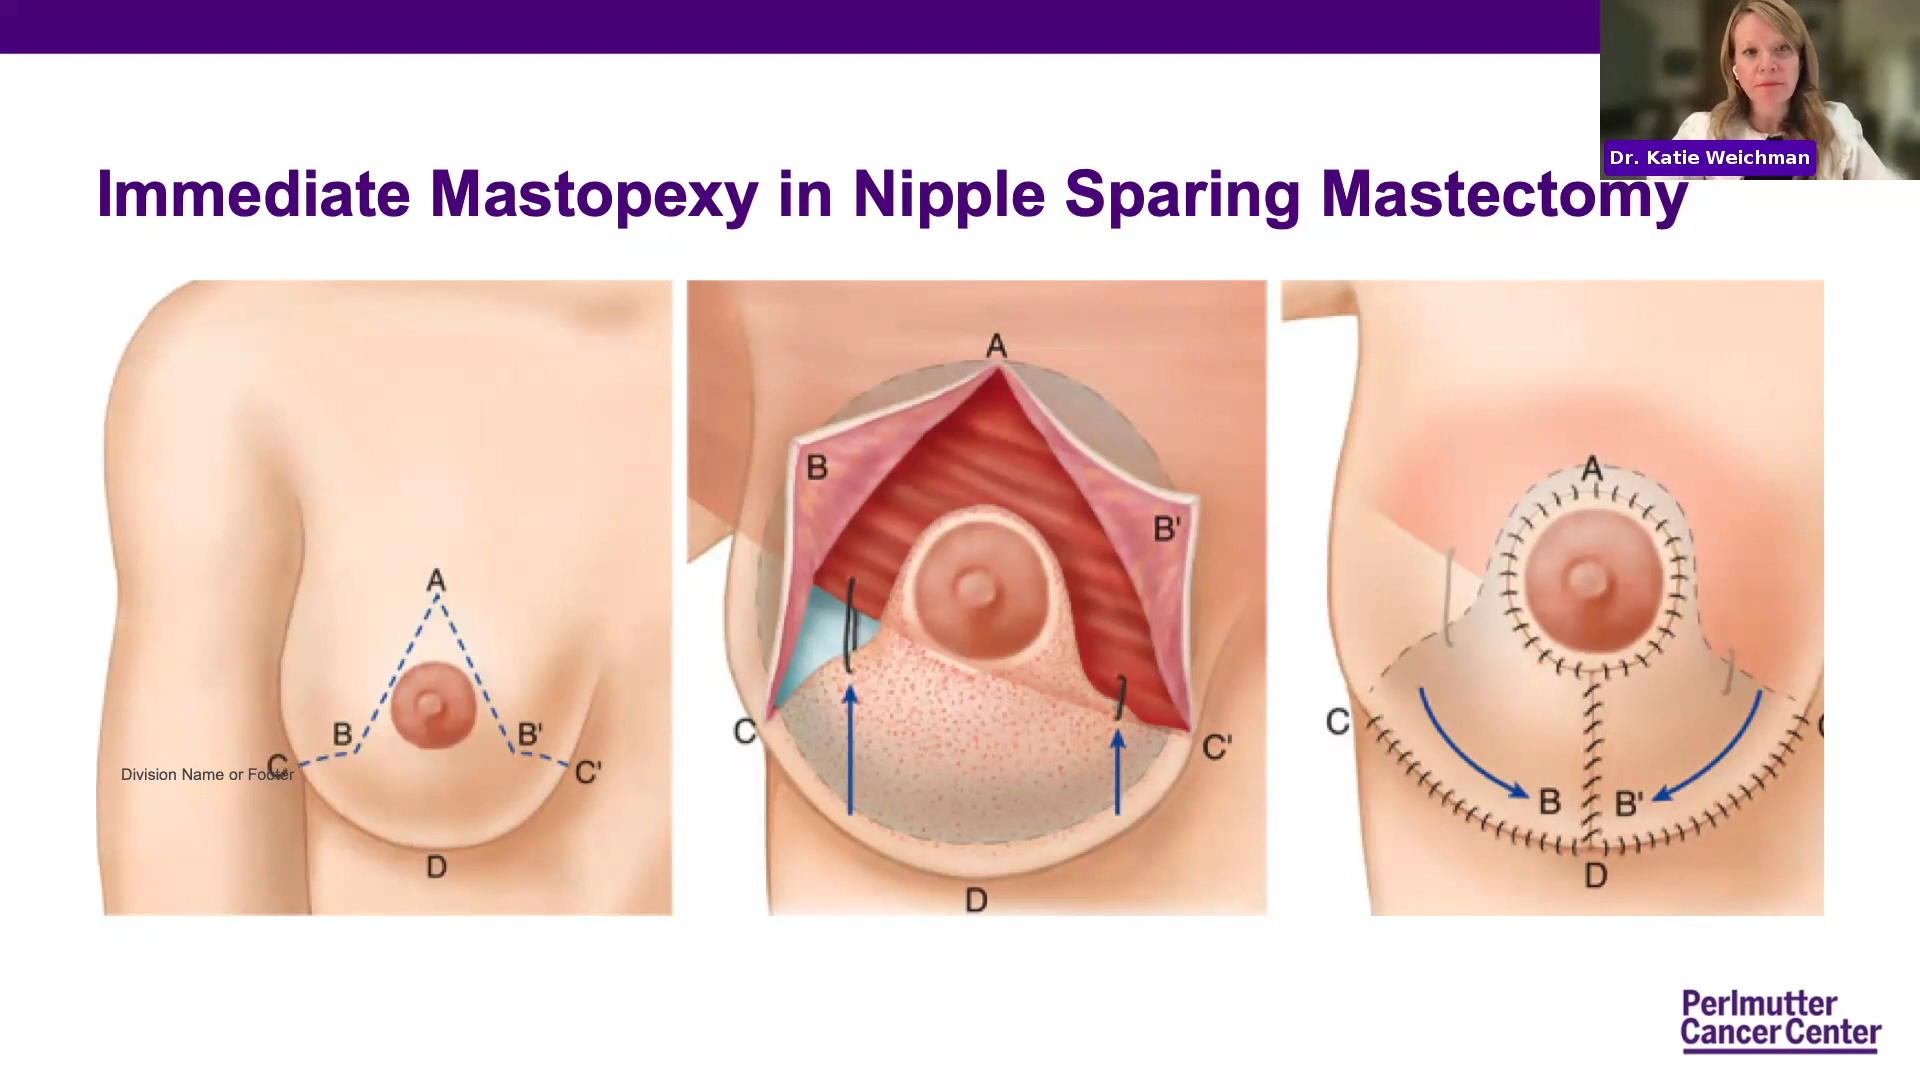 Dr. Katie Weichman
Immediate Mastopexy in Nipple Sparing Mastectomy
A
B
B'
C
C'
D
Division Name or Footer
A
B
B'
C
C'
D
A
C
B
B'
D
Perlmutter
Cancer Center